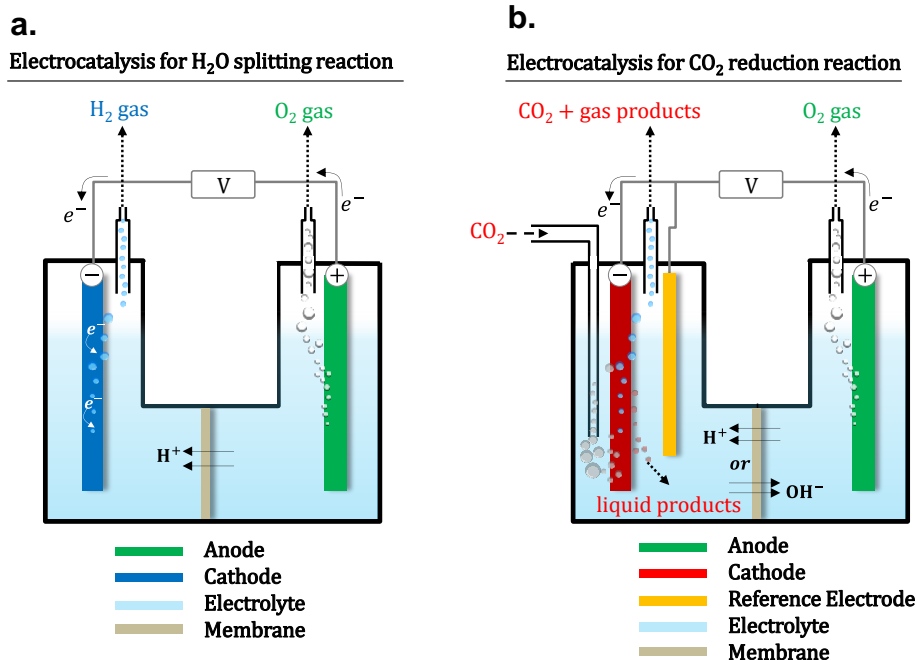 a.
Electrocatalysis for H₂O splitting reaction
H₂ gas
O₂ gas
V
e⁻
e⁻
−
+
e⁻
e⁻
H⁺
Anode
Cathode
Electrolyte
Membrane
b.
Electrocatalysis for CO₂ reduction reaction
CO₂ + gas products
O₂ gas
V
e⁻
e⁻
CO₂
−
+
H⁺
or
OH⁻
liquid products
Anode
Cathode
Reference Electrode
Electrolyte
Membrane